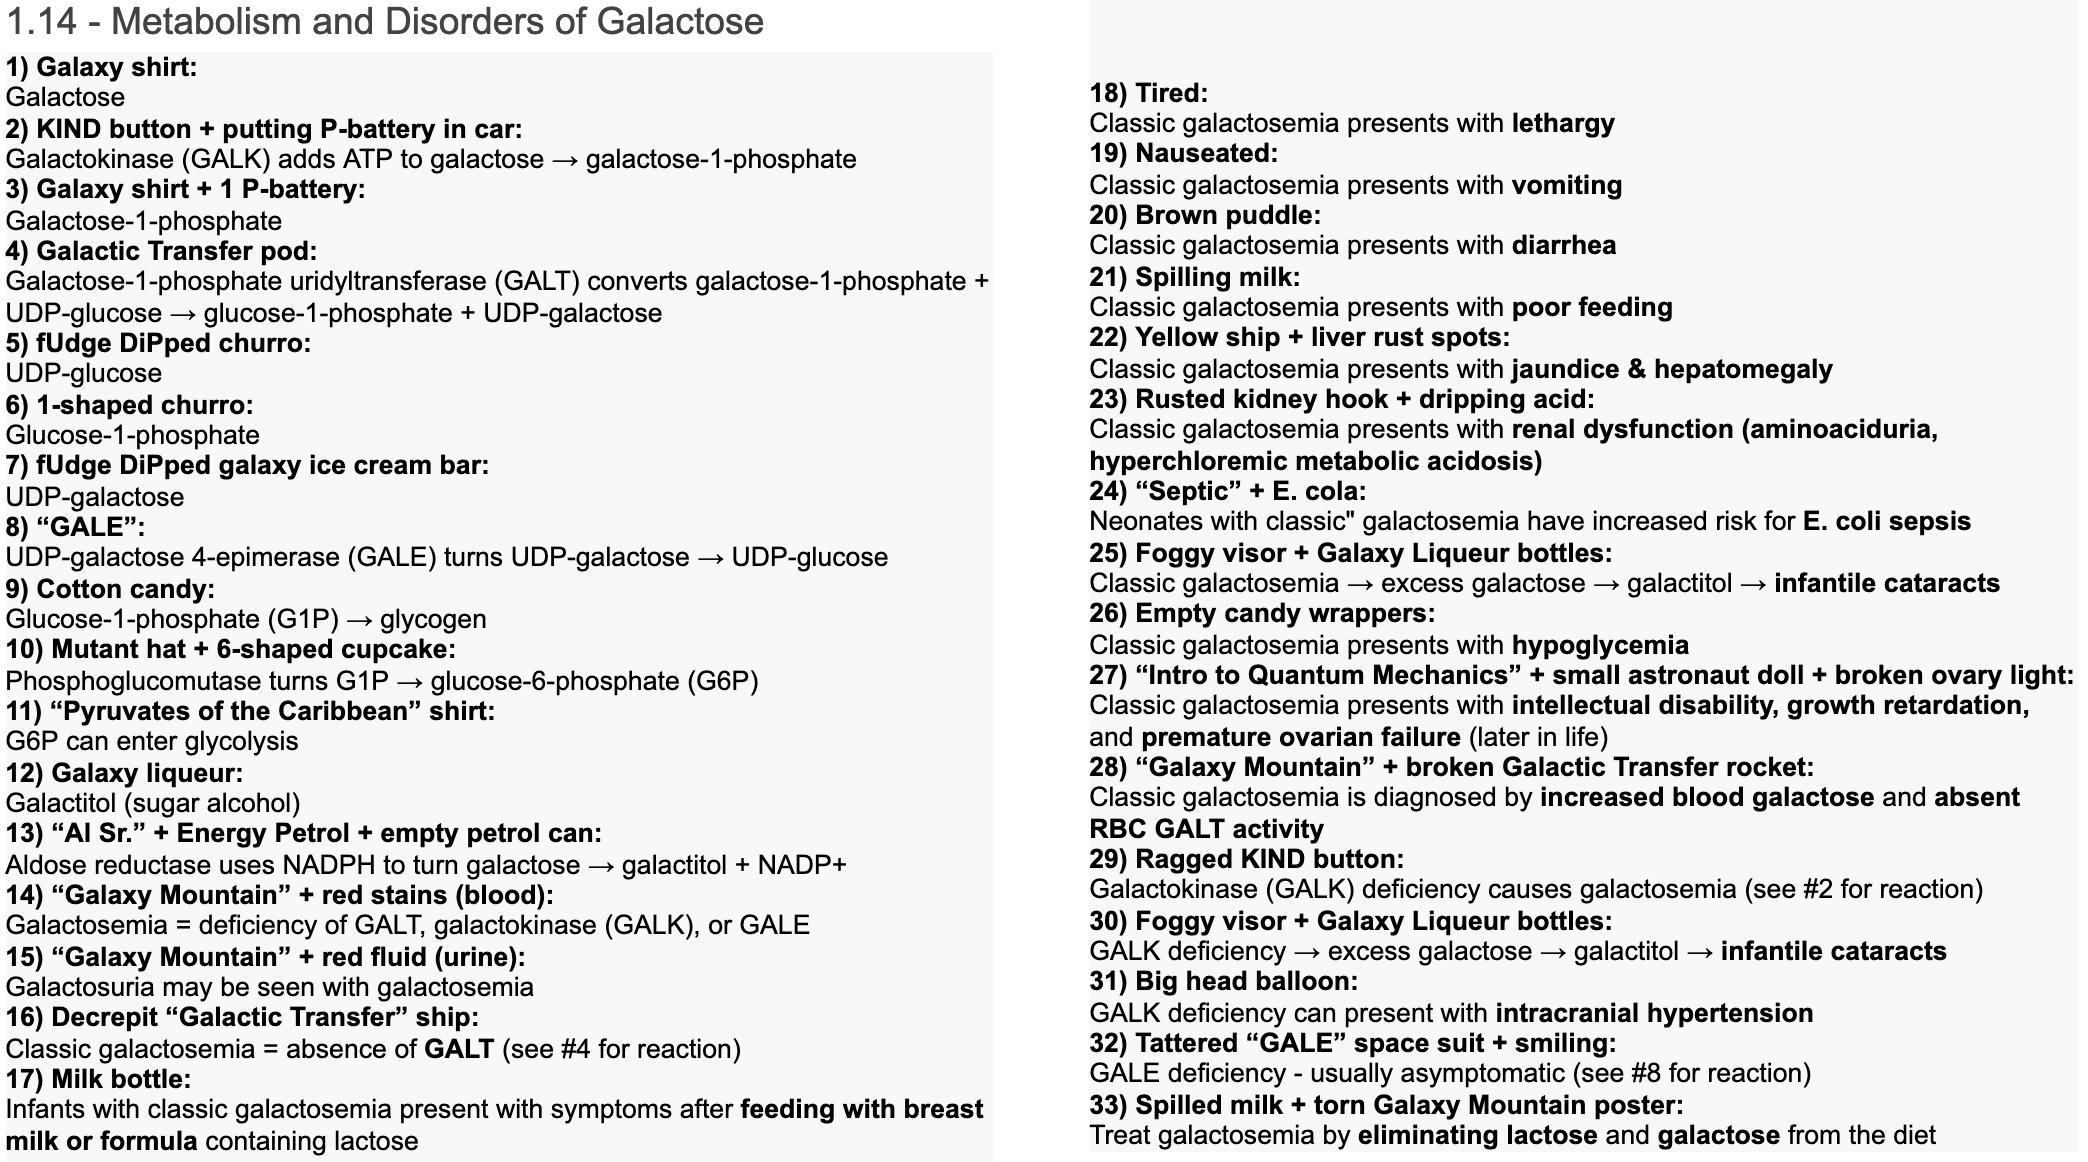 1.14 - Metabolism and Disorders of Galactose
1) Galaxy shirt:
Galactose
2) KIND button + putting P-battery in car:
Galactokinase (GALK) adds ATP to galactose → galactose-1-phosphate
3) Galaxy shirt + 1 P-battery:
Galactose-1-phosphate
4) Galactic Transfer pod:
Galactose-1-phosphate uridyltransferase (GALT) converts galactose-1-phosphate +
UDP-glucose → glucose-1-phosphate + UDP-galactose
5) fUdge DiPped churro:
UDP-glucose
6) 1-shaped churro:
Glucose-1-phosphate
7) fUdge DiPped galaxy ice cream bar:
UDP-galactose
8) “GALE”:
UDP-galactose 4-epimerase (GALE) turns UDP-galactose → UDP-glucose
9) Cotton candy:
Glucose-1-phosphate (G1P) → glycogen
10) Mutant hat + 6-shaped cupcake:
Phosphoglucomutase turns G1P → glucose-6-phosphate (G6P)
11) “Pyruvates of the Caribbean” shirt:
G6P can enter glycolysis
12) Galaxy liqueur:
Galactitol (sugar alcohol)
13) “Al Sr.” + Energy Petrol + empty petrol can:
Aldose reductase uses NADPH to turn galactose → galactitol + NADP+
14) “Galaxy Mountain” + red stains (blood):
Galactosemia = deficiency of GALT, galactokinase (GALK), or GALE
15) “Galaxy Mountain” + red fluid (urine):
Galactosuria may be seen with galactosemia
16) Decrepit “Galactic Transfer” ship:
Classic galactosemia = absence of GALT (see #4 for reaction)
17) Milk bottle:
Infants with classic galactosemia present with symptoms after feeding with breast
milk or formula containing lactose
18) Tired:
Classic galactosemia presents with lethargy
19) Nauseated:
Classic galactosemia presents with vomiting
20) Brown puddle:
Classic galactosemia presents with diarrhea
21) Spilling milk:
Classic galactosemia presents with poor feeding
22) Yellow ship + liver rust spots:
Classic galactosemia presents with jaundice & hepatomegaly
23) Rusted kidney hook + dripping acid:
Classic galactosemia presents with renal dysfunction (aminoaciduria,
hyperchloremic metabolic acidosis)
24) “Septic” + E. cola:
Neonates with classic" galactosemia have increased risk for E. coli sepsis
25) Foggy visor + Galaxy Liqueur bottles:
Classic galactosemia → excess galactose → galactitol → infantile cataracts
26) Empty candy wrappers:
Classic galactosemia presents with hypoglycemia
27) “Intro to Quantum Mechanics” + small astronaut doll + broken ovary light:
Classic galactosemia presents with intellectual disability, growth retardation,
and premature ovarian failure (later in life)
28) “Galaxy Mountain” + broken Galactic Transfer rocket:
Classic galactosemia is diagnosed by increased blood galactose and absent
RBC GALT activity
29) Ragged KIND button:
Galactokinase (GALK) deficiency causes galactosemia (see #2 for reaction)
30) Foggy visor + Galaxy Liqueur bottles:
GALK deficiency → excess galactose → galactitol → infantile cataracts
31) Big head balloon:
GALK deficiency can present with intracranial hypertension
32) Tattered “GALE” space suit + smiling:
GALE deficiency - usually asymptomatic (see #8 for reaction)
33) Spilled milk + torn Galaxy Mountain poster:
Treat galactosemia by eliminating lactose and galactose from the diet